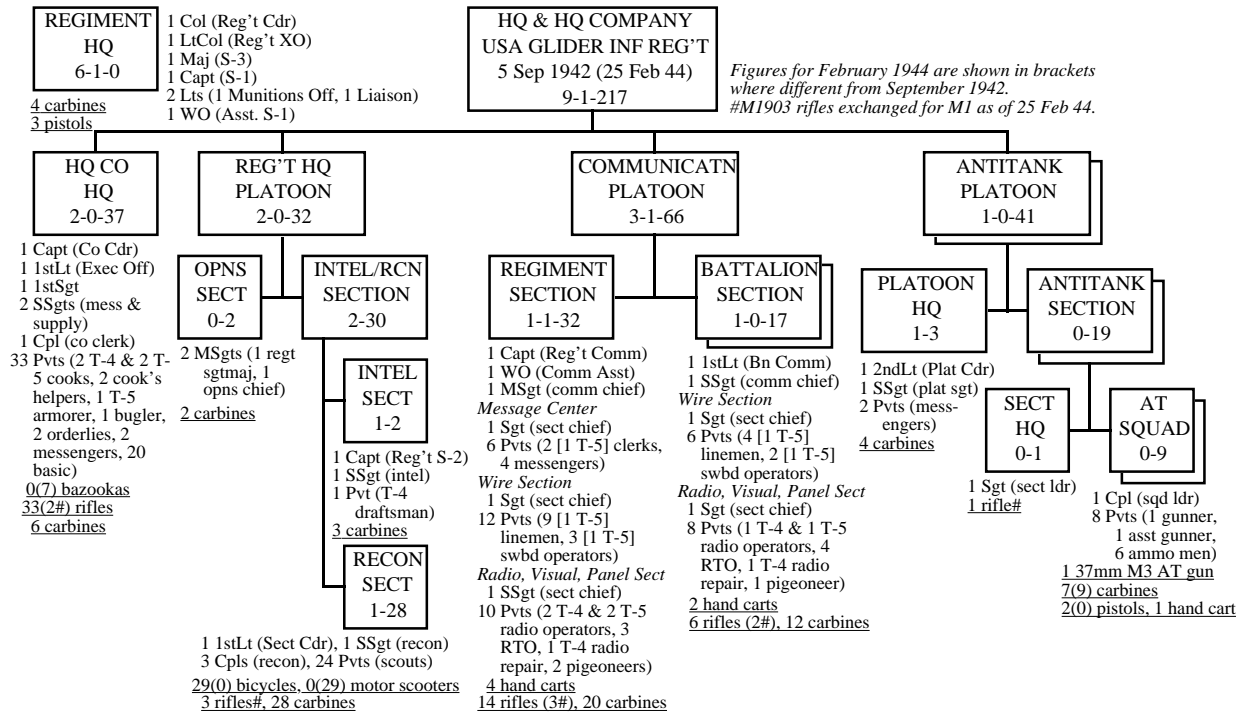 REGIMENT
HQ
6-1-0
4 carbines
3 pistols
1 Col (Reg't Cdr)
1 LtCol (Reg't XO)
1 Maj (S-3)
1 Capt (S-1)
2 Lts (1 Munitions Off, 1 Liaison)
1 WO (Asst. S-1)
HQ & HQ COMPANY
USA GLIDER INF REG'T
5 Sep 1942 (25 Feb 44)
9-1-217
Figures for February 1944 are shown in brackets
where different from September 1942.
#M1903 rifles exchanged for M1 as of 25 Feb 44.
HQ CO
HQ
2-0-37
1 Capt (Co Cdr)
1 1stLt (Exec Off)
1 1stSgt
2 SSgts (mess &
supply)
1 Cpl (co clerk)
33 Pvts (2 T-4 & 2 T-
5 cooks, 2 cook's
helpers, 1 T-5
armorer, 1 bugler,
2 orderlies, 2
messengers, 20
basic)
0(7) bazookas
33(2#) rifles
6 carbines
REG'T HQ
PLATOON
2-0-32
OPNS
SECT
0-2
2 MSgts (1 regt
sgtmaj, 1
opns chief)
2 carbines
INTEL/RCN
SECTION
2-30
INTEL
SECT
1-2
1 Capt (Reg't S-2)
1 SSgt (intel)
1 Pvt (T-4
draftsman)
3 carbines
RECON
SECT
1-28
1 1stLt (Sect Cdr), 1 SSgt (recon)
3 Cpls (recon), 24 Pvts (scouts)
29(0) bicycles, 0(29) motor scooters
3 rifles#, 28 carbines
COMMUNICATN
PLATOON
3-1-66
REGIMENT
SECTION
1-1-32
1 Capt (Reg't Comm)
1 WO (Comm Asst)
1 MSgt (comm chief)
Message Center
1 Sgt (sect chief)
6 Pvts (2 [1 T-5] clerks,
4 messengers)
Wire Section
1 Sgt (sect chief)
12 Pvts (9 [1 T-5]
linemen, 3 [1 T-5]
swbd operators)
Radio, Visual, Panel Sect
1 SSgt (sect chief)
10 Pvts (2 T-4 & 2 T-5
radio operators, 3
RTO, 1 T-4 radio
repair, 2 pigeoneers)
4 hand carts
14 rifles (3#), 20 carbines
BATTALION
SECTION
1-0-17
1 1stLt (Bn Comm)
1 SSgt (comm chief)
Wire Section
1 Sgt (sect chief)
6 Pvts (4 [1 T-5]
linemen, 2 [1 T-5]
swbd operators)
Radio, Visual, Panel Sect
1 Sgt (sect chief)
8 Pvts (1 T-4 & 1 T-5
radio operators, 4
RTO, 1 T-4 radio
repair, 1 pigeoneer)
2 hand carts
6 rifles (2#), 12 carbines
ANTITANK
PLATOON
1-0-41
PLATOON
HQ
1-3
1 2ndLt (Plat Cdr)
1 SSgt (plat sgt)
2 Pvts (mess-
engers)
4 carbines
ANTITANK
SECTION
0-19
SECT
HQ
0-1
1 Sgt (sect ldr)
1 rifle#
AT
SQUAD
0-9
1 Cpl (sqd ldr)
8 Pvts (1 gunner,
1 asst gunner,
6 ammo men)
1 37mm M3 AT gun
7(9) carbines
2(0) pistols, 1 hand cart